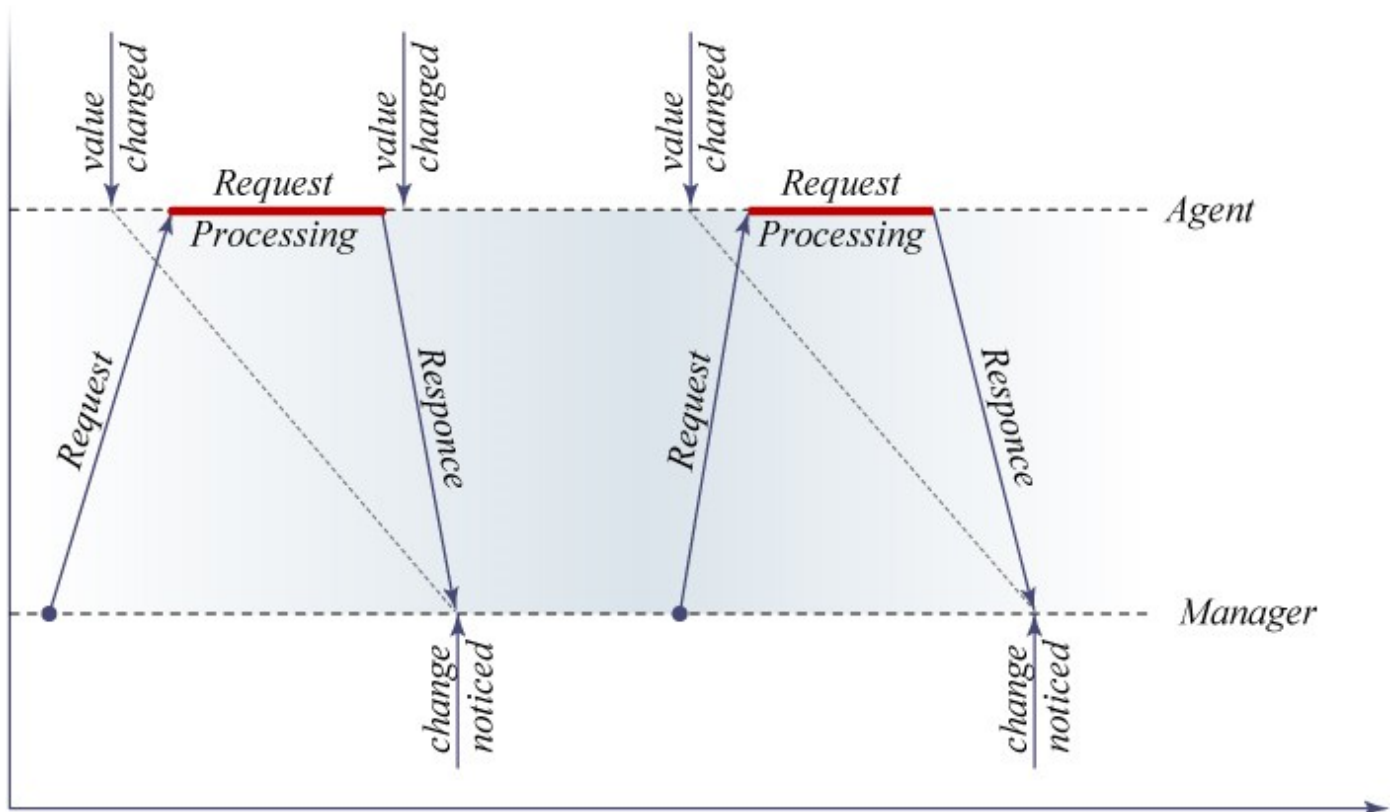 value
changed
value
changed
value
changed
Request
Processing
Request
Processing
Agent
Request
Responce
Request
Responce
Manager
change
noticed
change
noticed